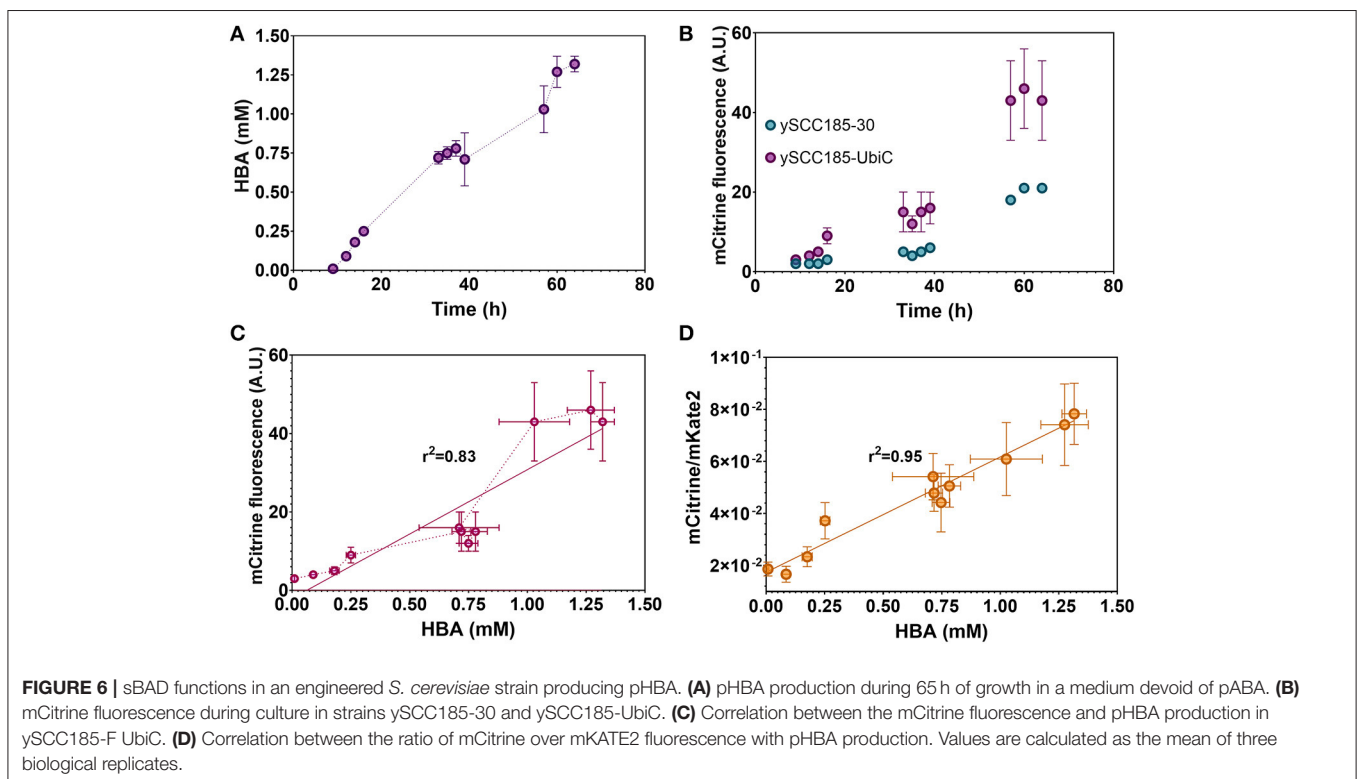 A
HBA (mM)
1.50
1.25
1.00
0.75
0.50
0.25
0.00
0 20 40 60 80
Time (h)
B
mCitrine fluorescence (A.U.)
60
40
20
0
ySCC185-30
ySCC185-UbiC
0 20 40 60 80
Time (h)
C
mCitrine fluorescence (A.U.)
60
40
20
0
r²=0.83
0.00 0.25 0.50 0.75 1.00 1.25 1.50
HBA (mM)
D
mCitrine/mKate2
1×10⁻¹
8×10⁻²
6×10⁻²
4×10⁻²
2×10⁻²
r²=0.95
0.00 0.25 0.50 0.75 1.00 1.25 1.50
HBA (mM)
FIGURE 6 | sBAD functions in an engineered S. cerevisiae strain producing pHBA. (A) pHBA production during 65 h of growth in a medium devoid of pABA. (B)
mCitrine fluorescence during culture in strains ySCC185-30 and ySCC185-UbiC. (C) Correlation between the mCitrine fluorescence and pHBA production in
ySCC185-F UbiC. (D) Correlation between the ratio of mCitrine over mKATE2 fluorescence with pHBA production. Values are calculated as the mean of three
biological replicates.